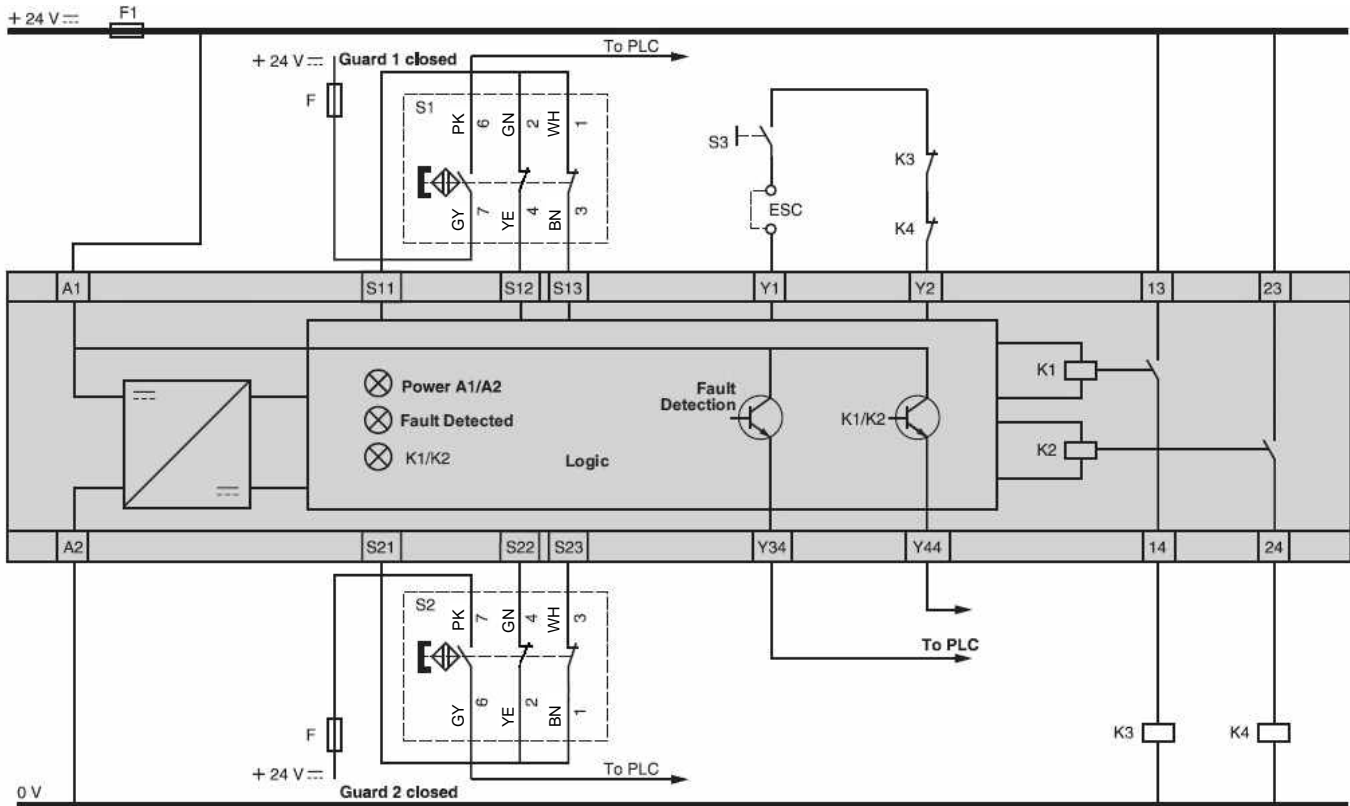 + 24 V
F1
+ 24 V
Guard 1 closed
To PLC
F
S1
PK
6
GN
2
WH
1
GY
7
YE
4
BN
3
S3
ESC
K3
K4
A1
S11
S12
S13
Y1
Y2
13
23
Power A1/A2
Fault Detected
K1/K2
Logic
Fault
Detection
K1/K2
K1
K2
A2
S21
S22
S23
Y34
Y44
14
24
S2
PK
7
GN
4
WH
3
GY
6
YE
2
BN
1
F
To PLC
To PLC
K3
K4
+ 24 V
Guard 2 closed
0 V